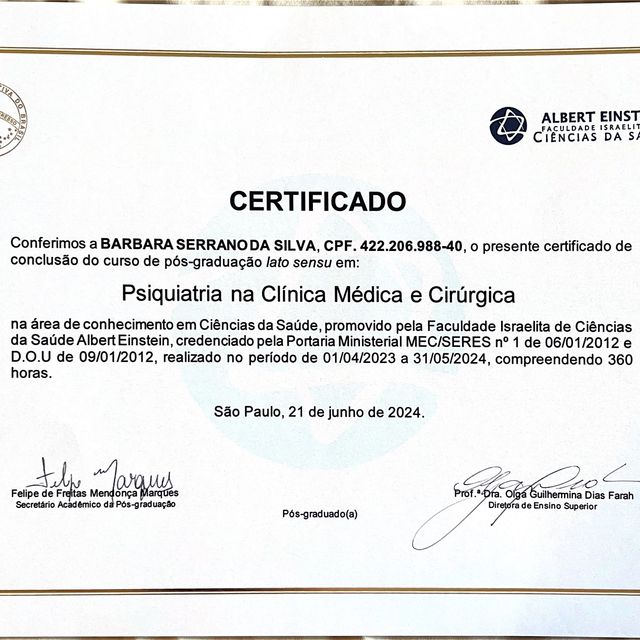 ALBERT EINST
FACULDADE ISRAELIT
CIÊNCIAS DA SA
CERTIFICADO
Conferimos a BARBARA SERRANO DA SILVA, CPF. 422.206.988-40, o presente certificado de
conclusão do curso de pós-graduação lato sensu em:
Psiquiatria na Clínica Médica e Cirúrgica
na área de conhecimento em Ciências da Saúde, promovido pela Faculdade Israelita de Ciências
da Saúde Albert Einstein, credenciado pela Portaria Ministerial MEC/SERES nº 1 de 06/01/2012 e
D.O.U de 09/01/2012, realizado no período de 01/04/2023 a 31/05/2024, compreendendo 360
horas.
São Paulo, 21 de junho de 2024.
Felipe Marques
Felipe de Freitas Mendonça Marques
Secretário Acadêmico da Pós-graduação
Pós-graduado(a)
Prof.ª Dra. Olga Guilhermina Dias Farah
Diretora de Ensino Superior